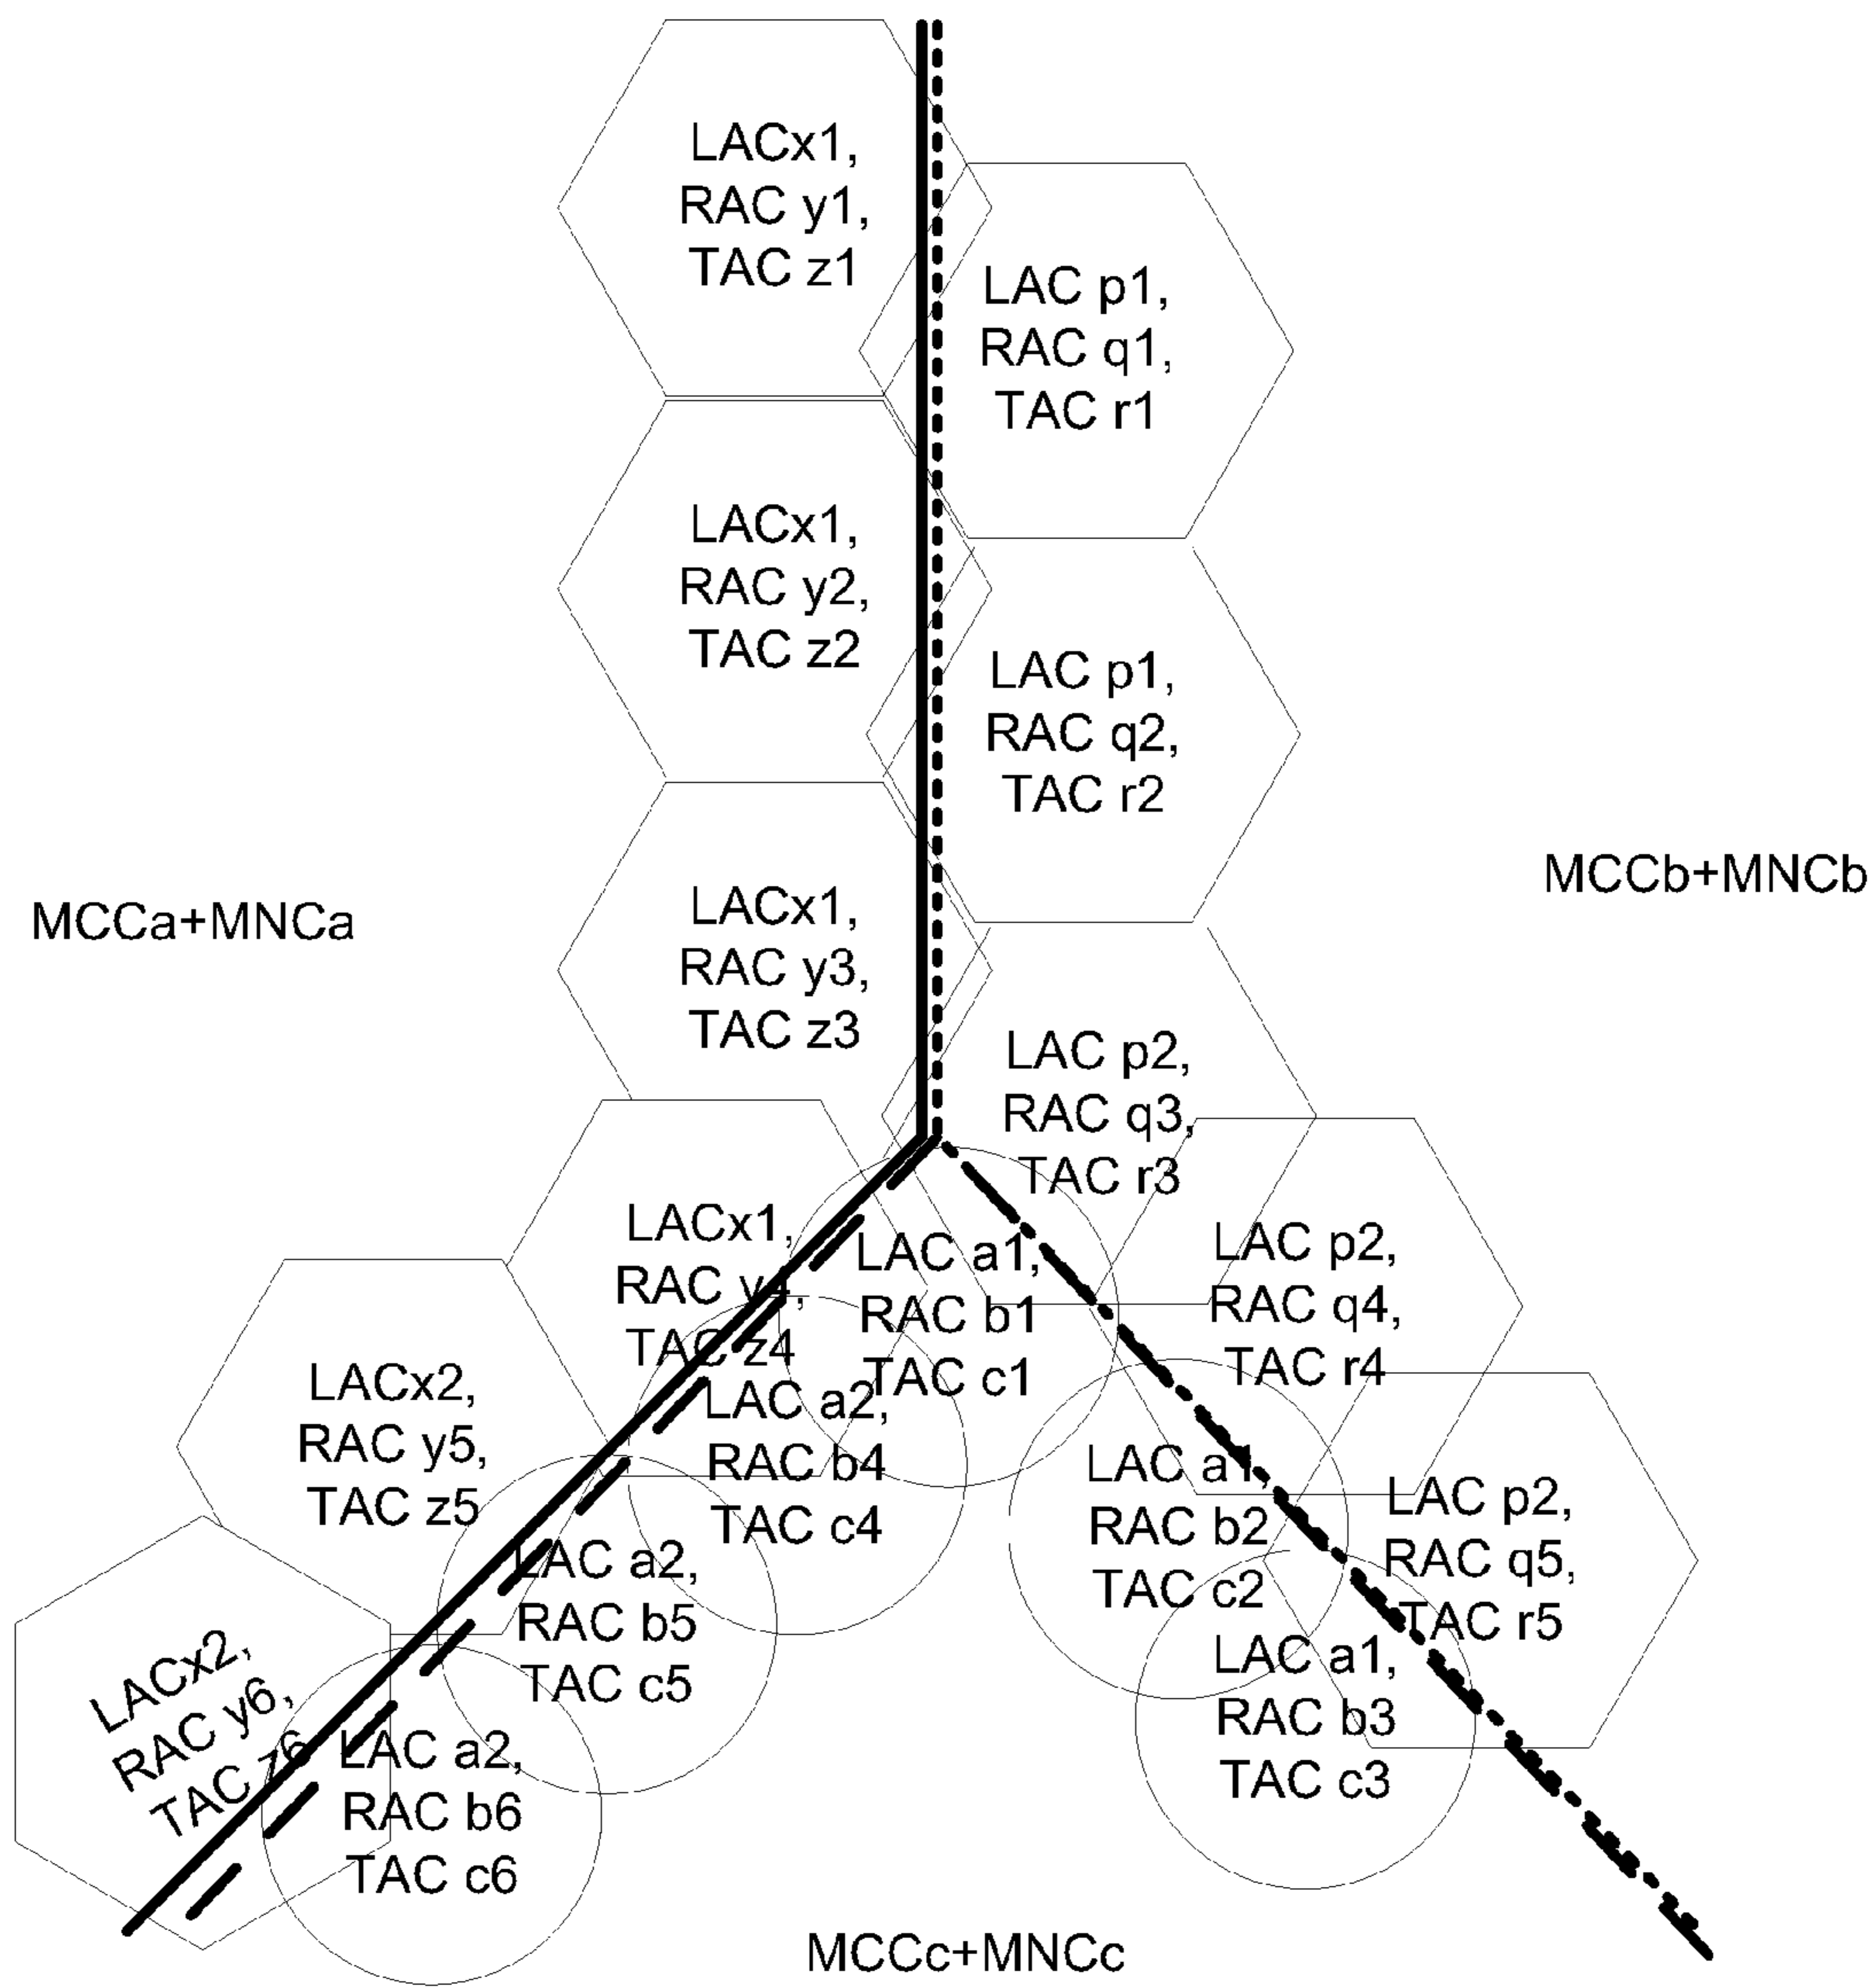 LACx1,
RAC y1,
TAC z1
LAC p1,
RAC q1,
TAC r1
LACx1,
RAC y2,
TAC z2
LAC p1,
RAC q2,
TAC r2
MCCb+MNCb
MCCa+MNCa
LACx1,
RAC y3,
TAC z3
LAC p2,
RAC q3,
TAC r3
LACx1,
RAC y4,
TAC z4
LAC a1,
RAC b1
TAC c1
LAC p2,
RAC q4,
TAC r4
LACx2,
RAC y5,
TAC z5
LAC a2,
RAC b4
TAC c4
LAC a1,
RAC b2
TAC c2
LAC p2,
RAC q5,
TAC r5
LAC a2,
RAC b5
TAC c5
LACx2,
RAC y6,
TAC z6
LAC a2,
RAC b6
TAC c6
LAC a1,
RAC b3
TAC c3
MCCc+MNCc